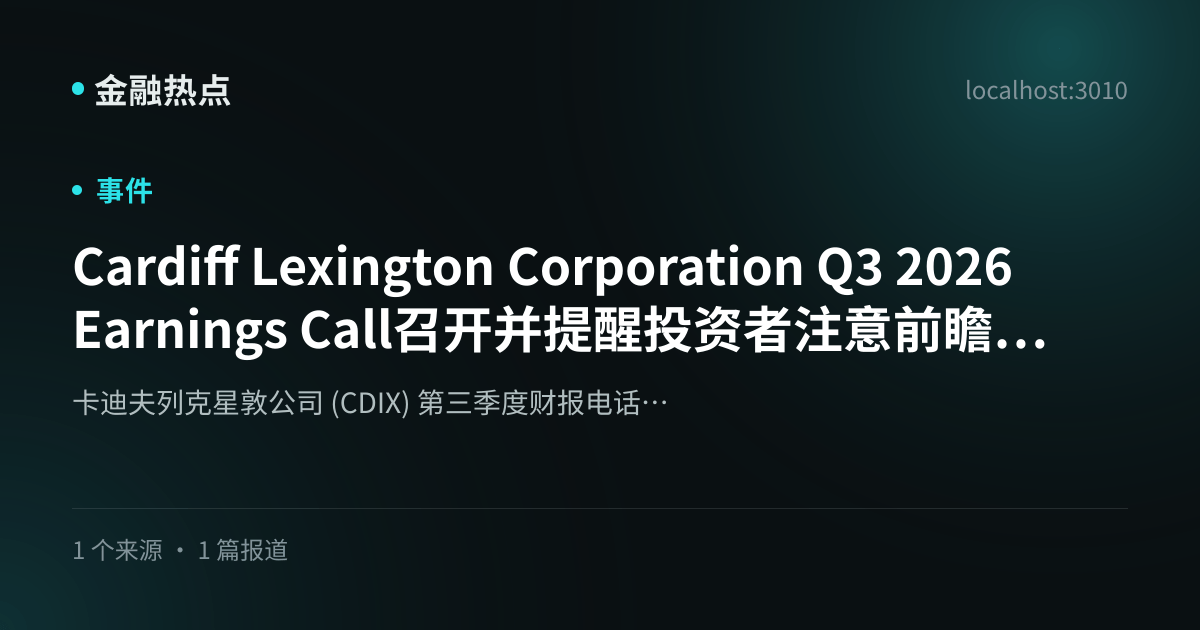 金融热点
localhost:3010
事件
Cardiff Lexington Corporation Q3 2026
Earnings Call召开并提醒投资者注意前瞻…
卡迪夫列克星敦公司 (CDIX) 第三季度财报电话…
1 个来源 · 1 篇报道